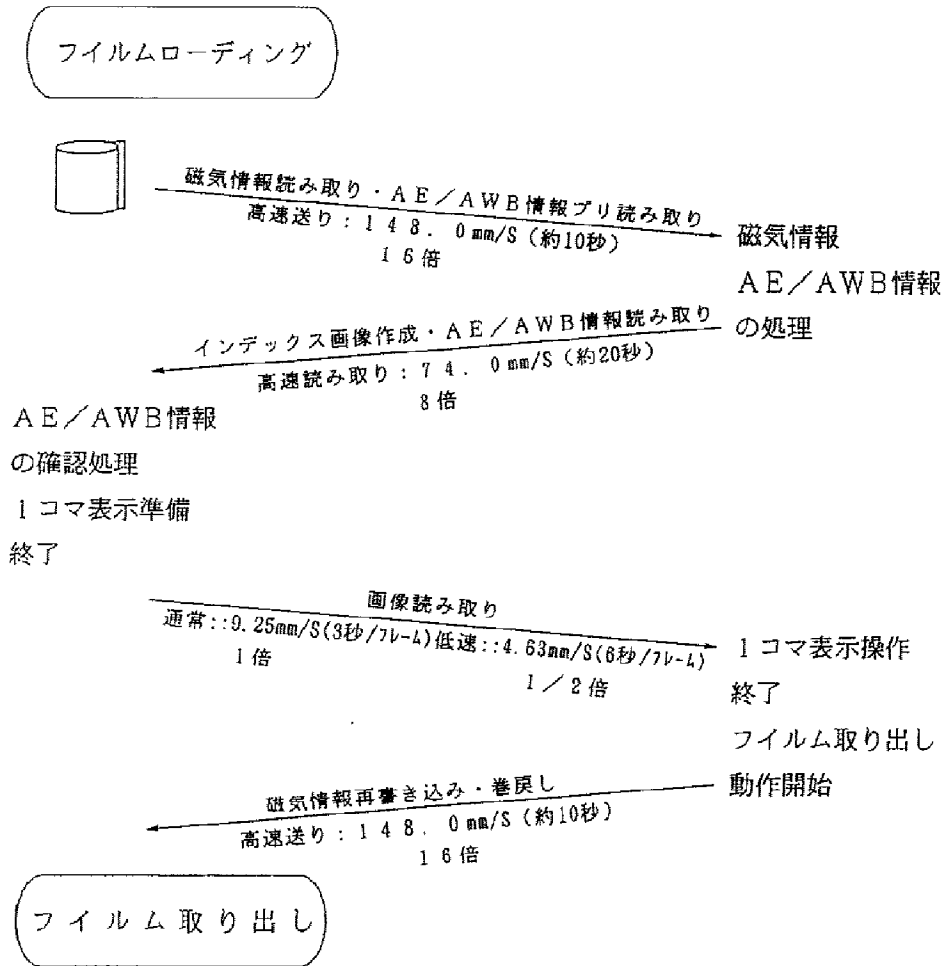 フイルムローディング
磁気情報読み取り・AE／AWB情報プリ読み取り
高速送り：148．0mm/S（約10秒）
16倍
磁気情報
AE／AWB情報
の処理
インデックス画像作成・AE／AWB情報読み取り
高速読み取り：74．0mm/S（約20秒）
8倍
AE／AWB情報
の確認処理
1コマ表示準備
終了
画像読み取り
通常::9.25mm/S(3秒/ﾌﾚｰﾑ)低速::4.63mm/S(6秒/ﾌﾚｰﾑ)
1倍
1／2倍
1コマ表示操作
終了
フイルム取り出し
動作開始
磁気情報再書き込み・巻戻し
高速送り：148．0mm/S（約10秒）
16倍
フイルム取り出し